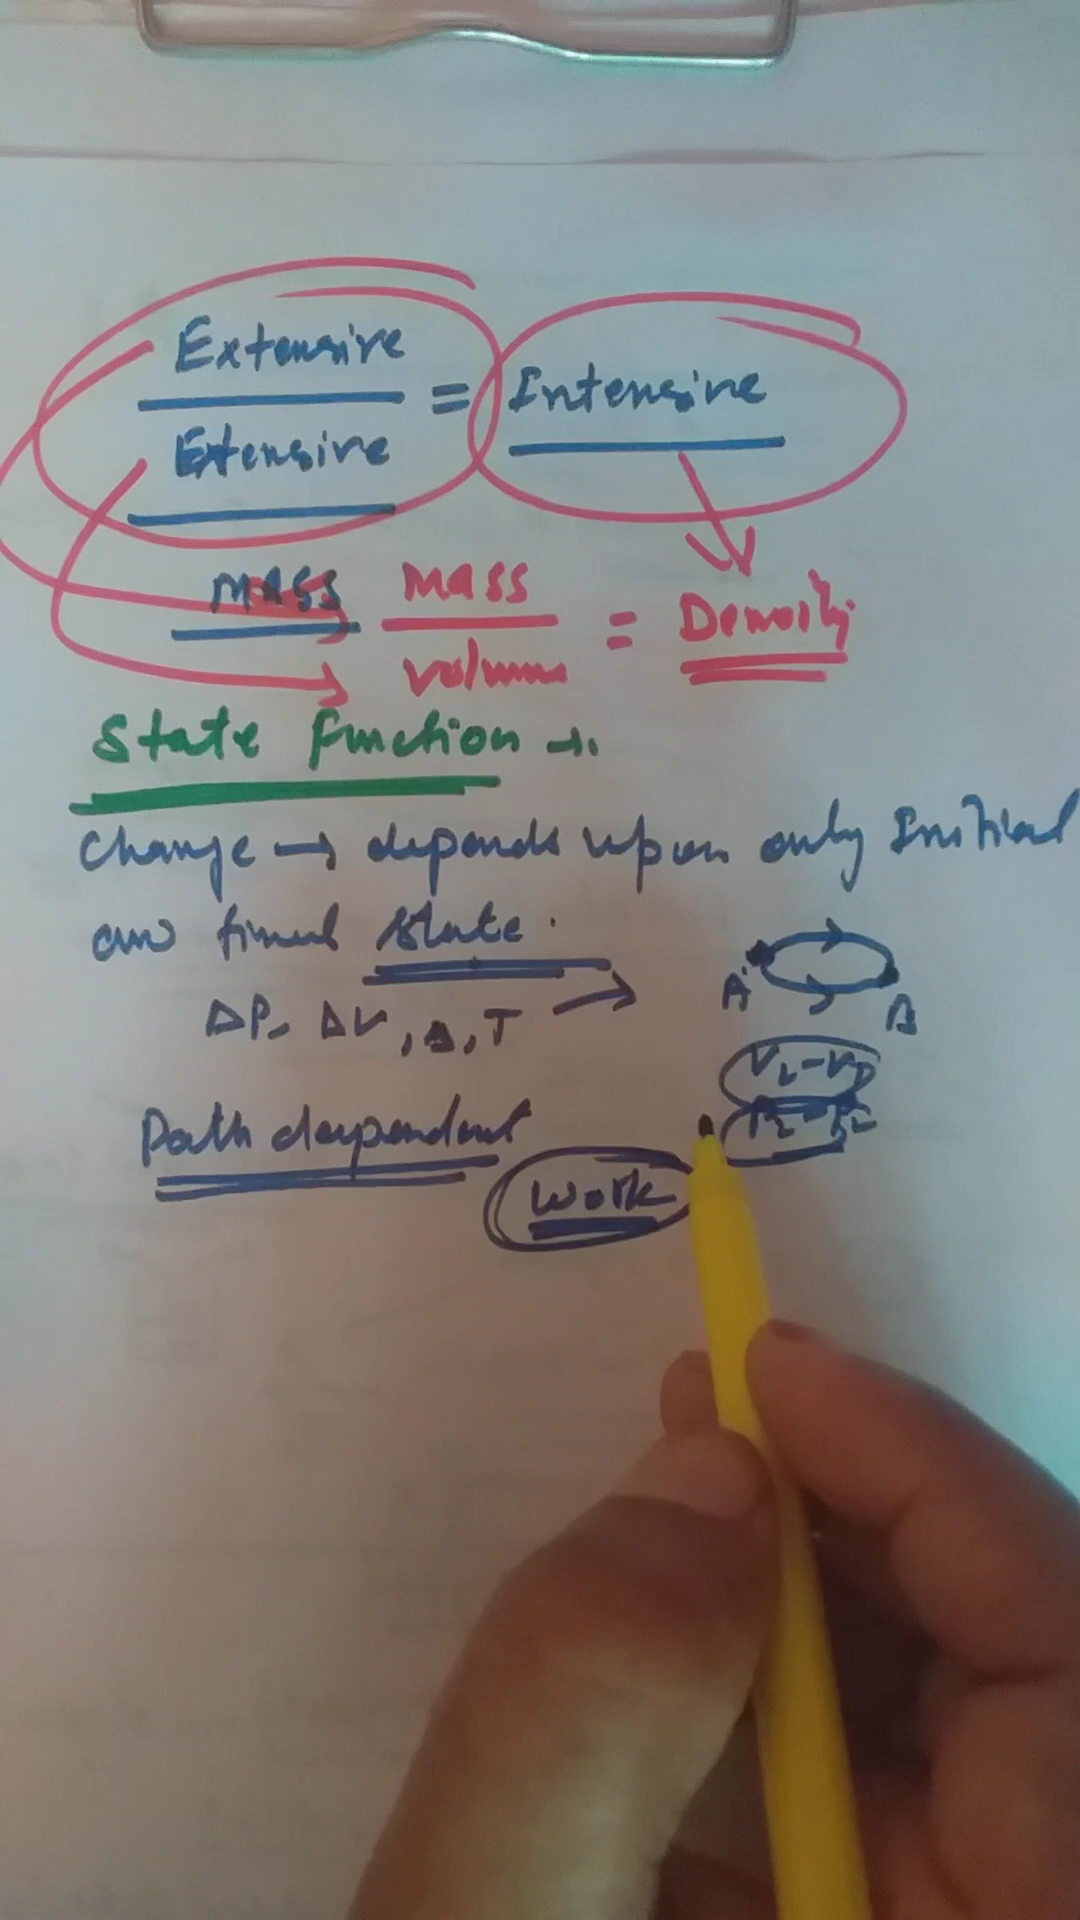 Extensive
Extensive
= Intensive
MASS
Mass
volume
= Density
State function →
Change → depends upon only Initial
and final state.
ΔP, ΔV, Δ, T →
A
B
Path dependent
Work